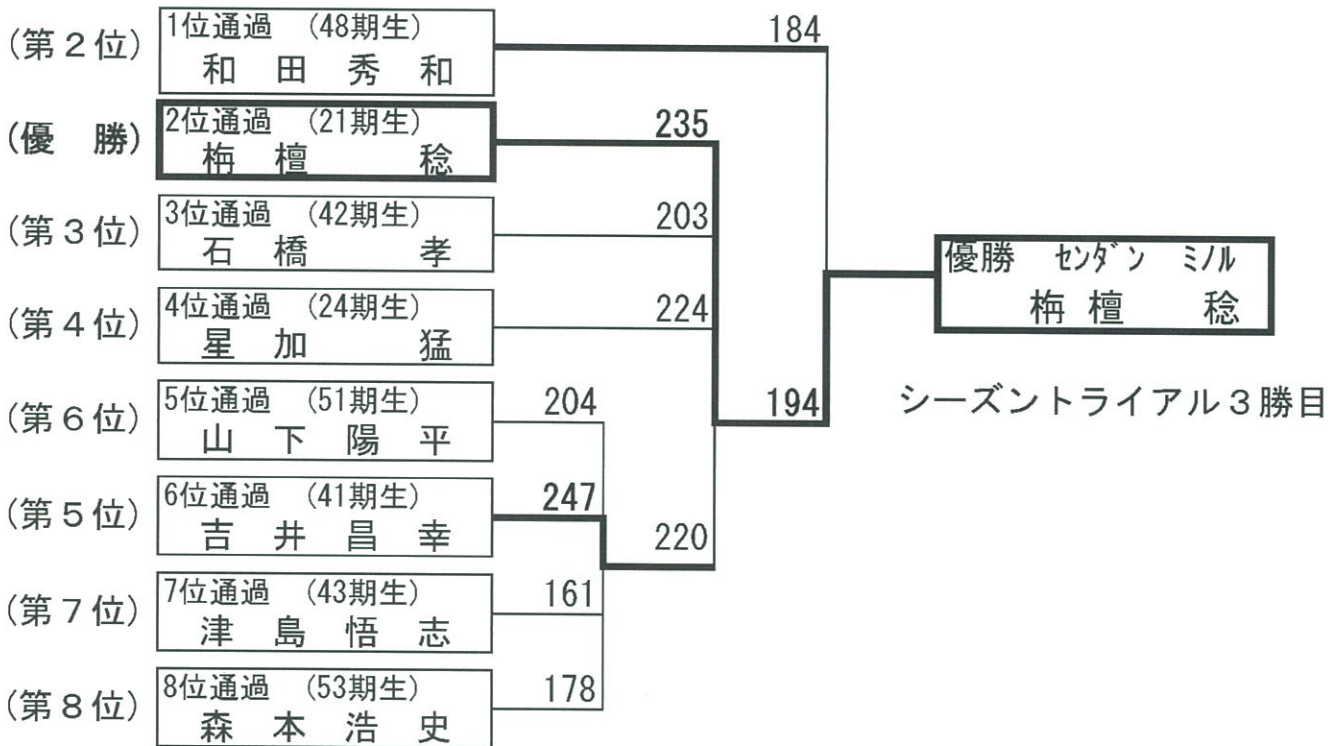 (第2位)
1位通過 (48期生)
和田秀和
184
(優 勝)
2位通過 (21期生)
栴檀 稔
235
(第3位)
3位通過 (42期生)
石橋 孝
203
(第4位)
4位通過 (24期生)
星加 猛
224
(第6位)
5位通過 (51期生)
山下陽平
204
(第5位)
6位通過 (41期生)
吉井昌幸
247
220
(第7位)
7位通過 (43期生)
津島悟志
161
(第8位)
8位通過 (53期生)
森本浩史
178
194
優勝 センダン ミノル
栴檀 稔
シーズントライアル3勝目